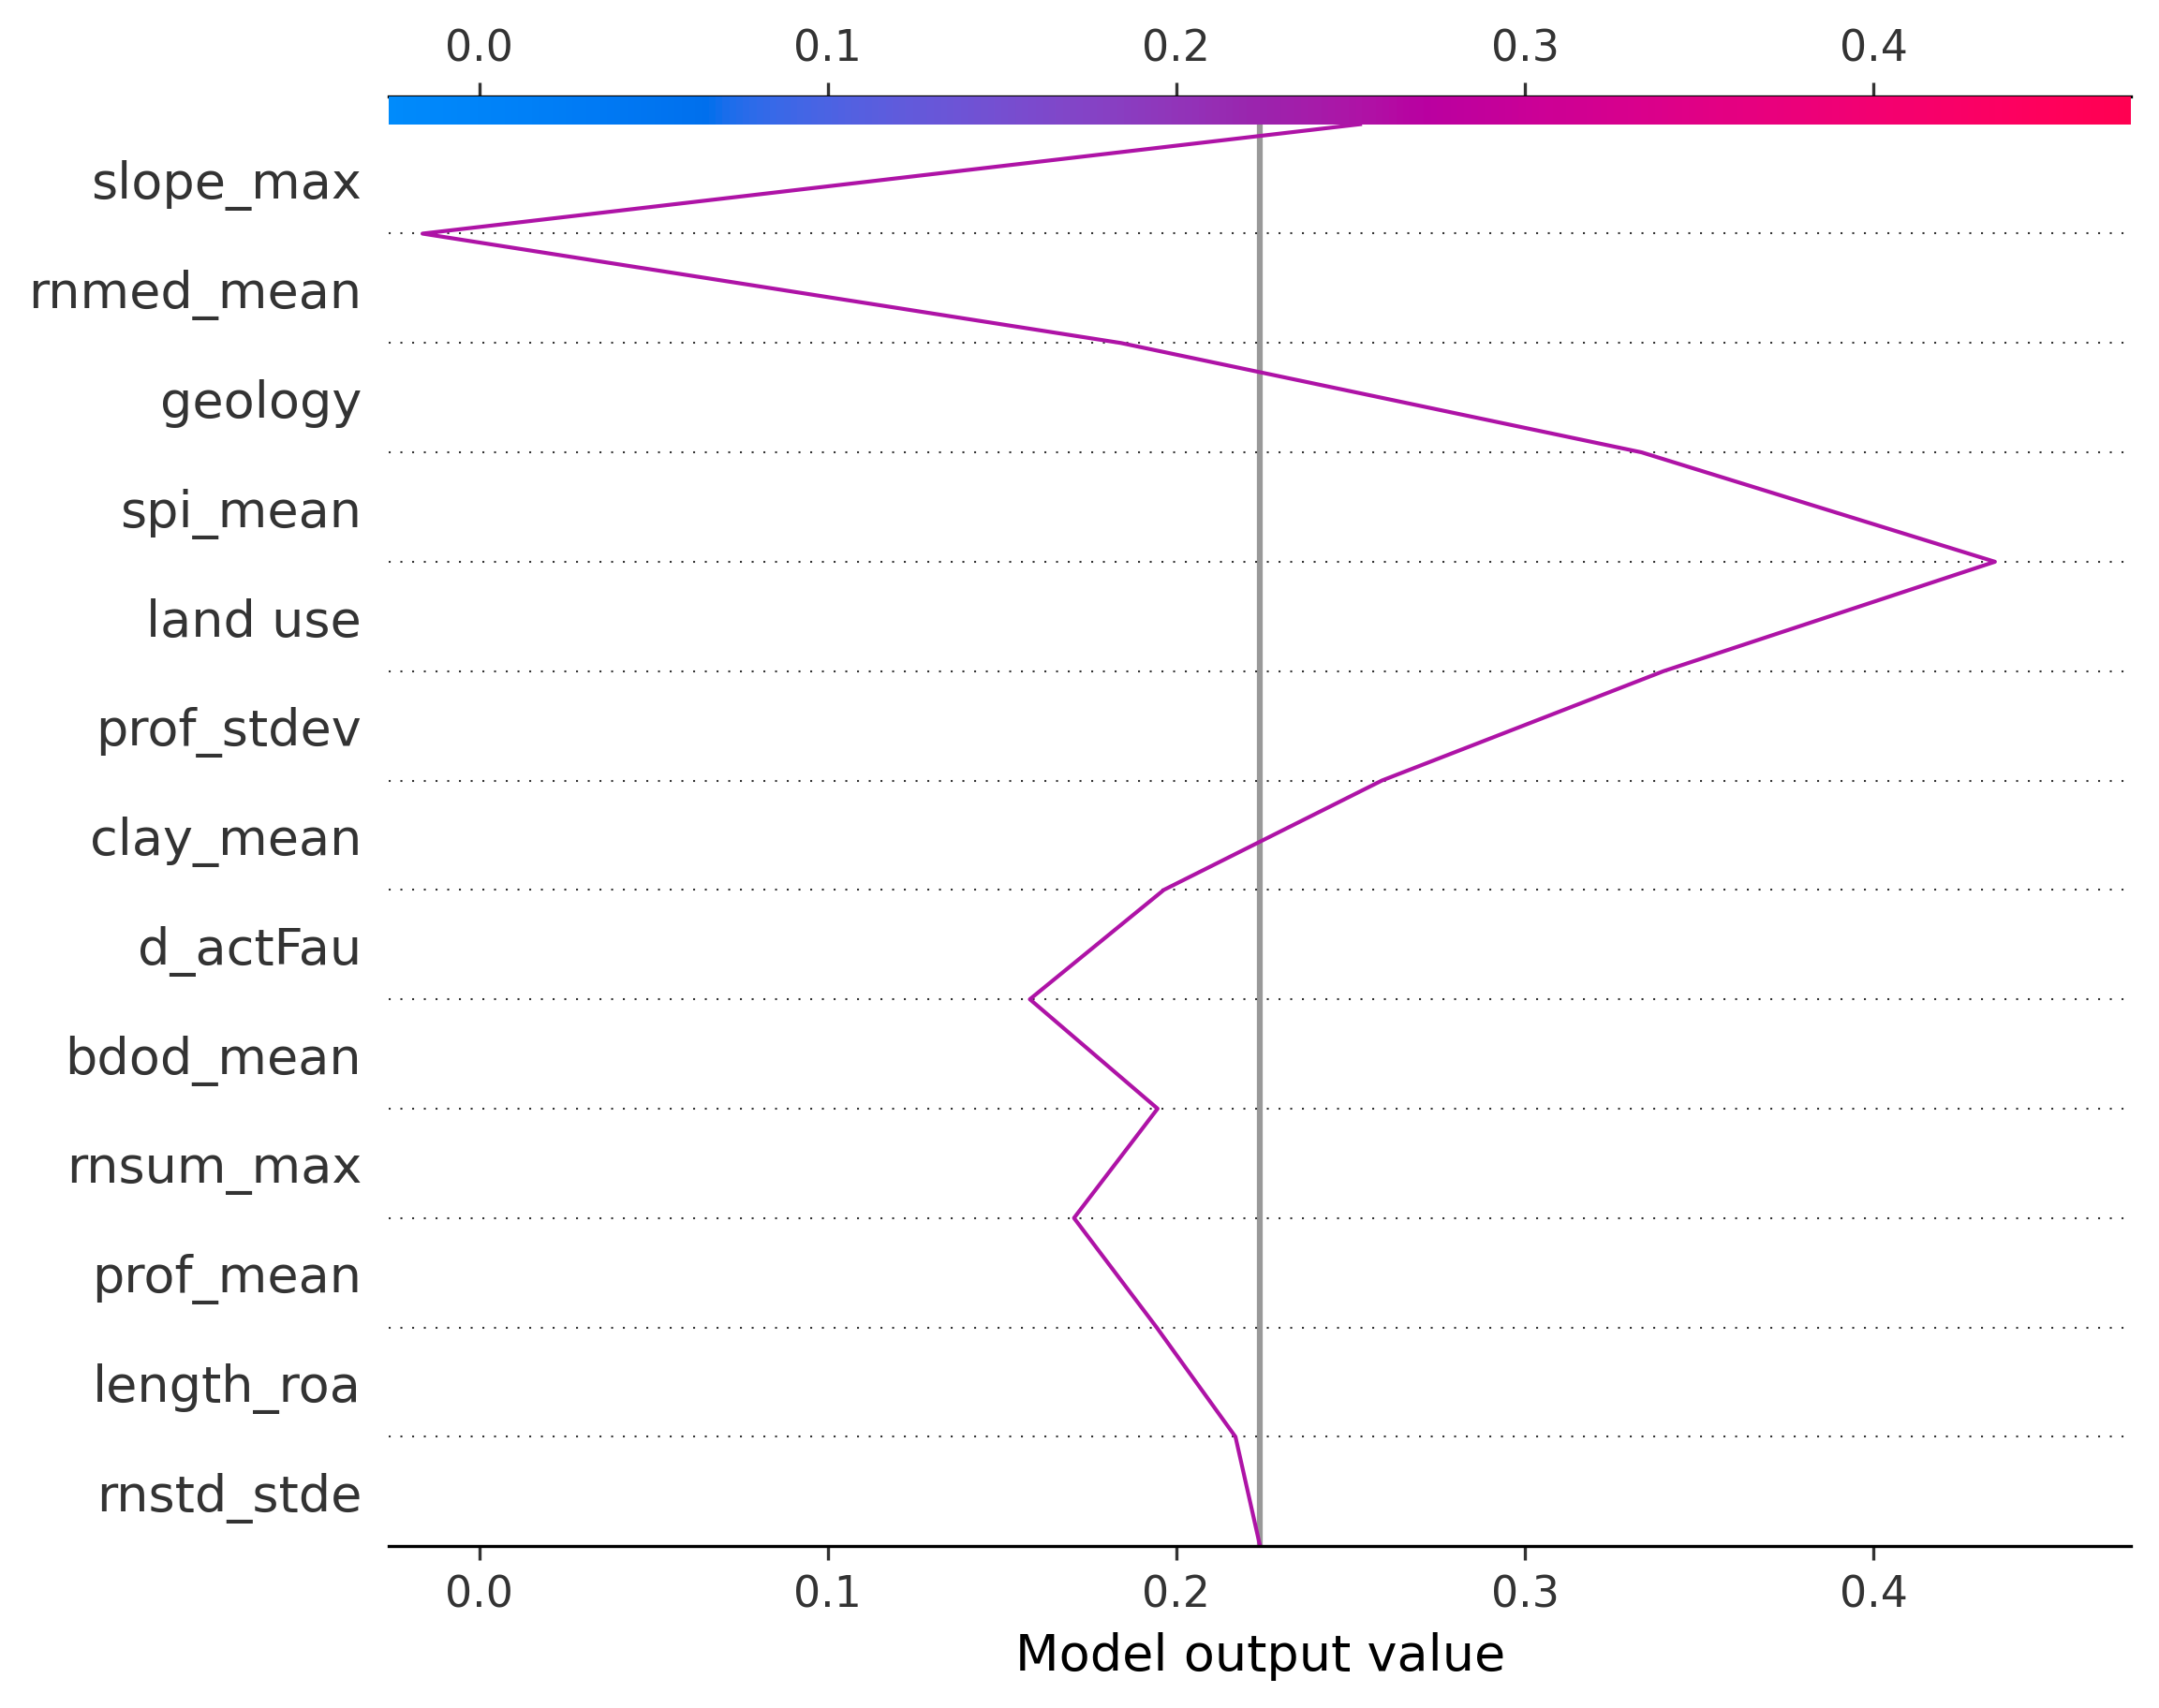 0.0 0.1 0.2 0.3 0.4
slope_max
rnmed_mean
geology
spi_mean
land use
prof_stdev
clay_mean
d_actFau
bdod_mean
rnsum_max
prof_mean
length_roa
rnstd_stde
0.0 0.1 0.2 0.3 0.4
Model output value